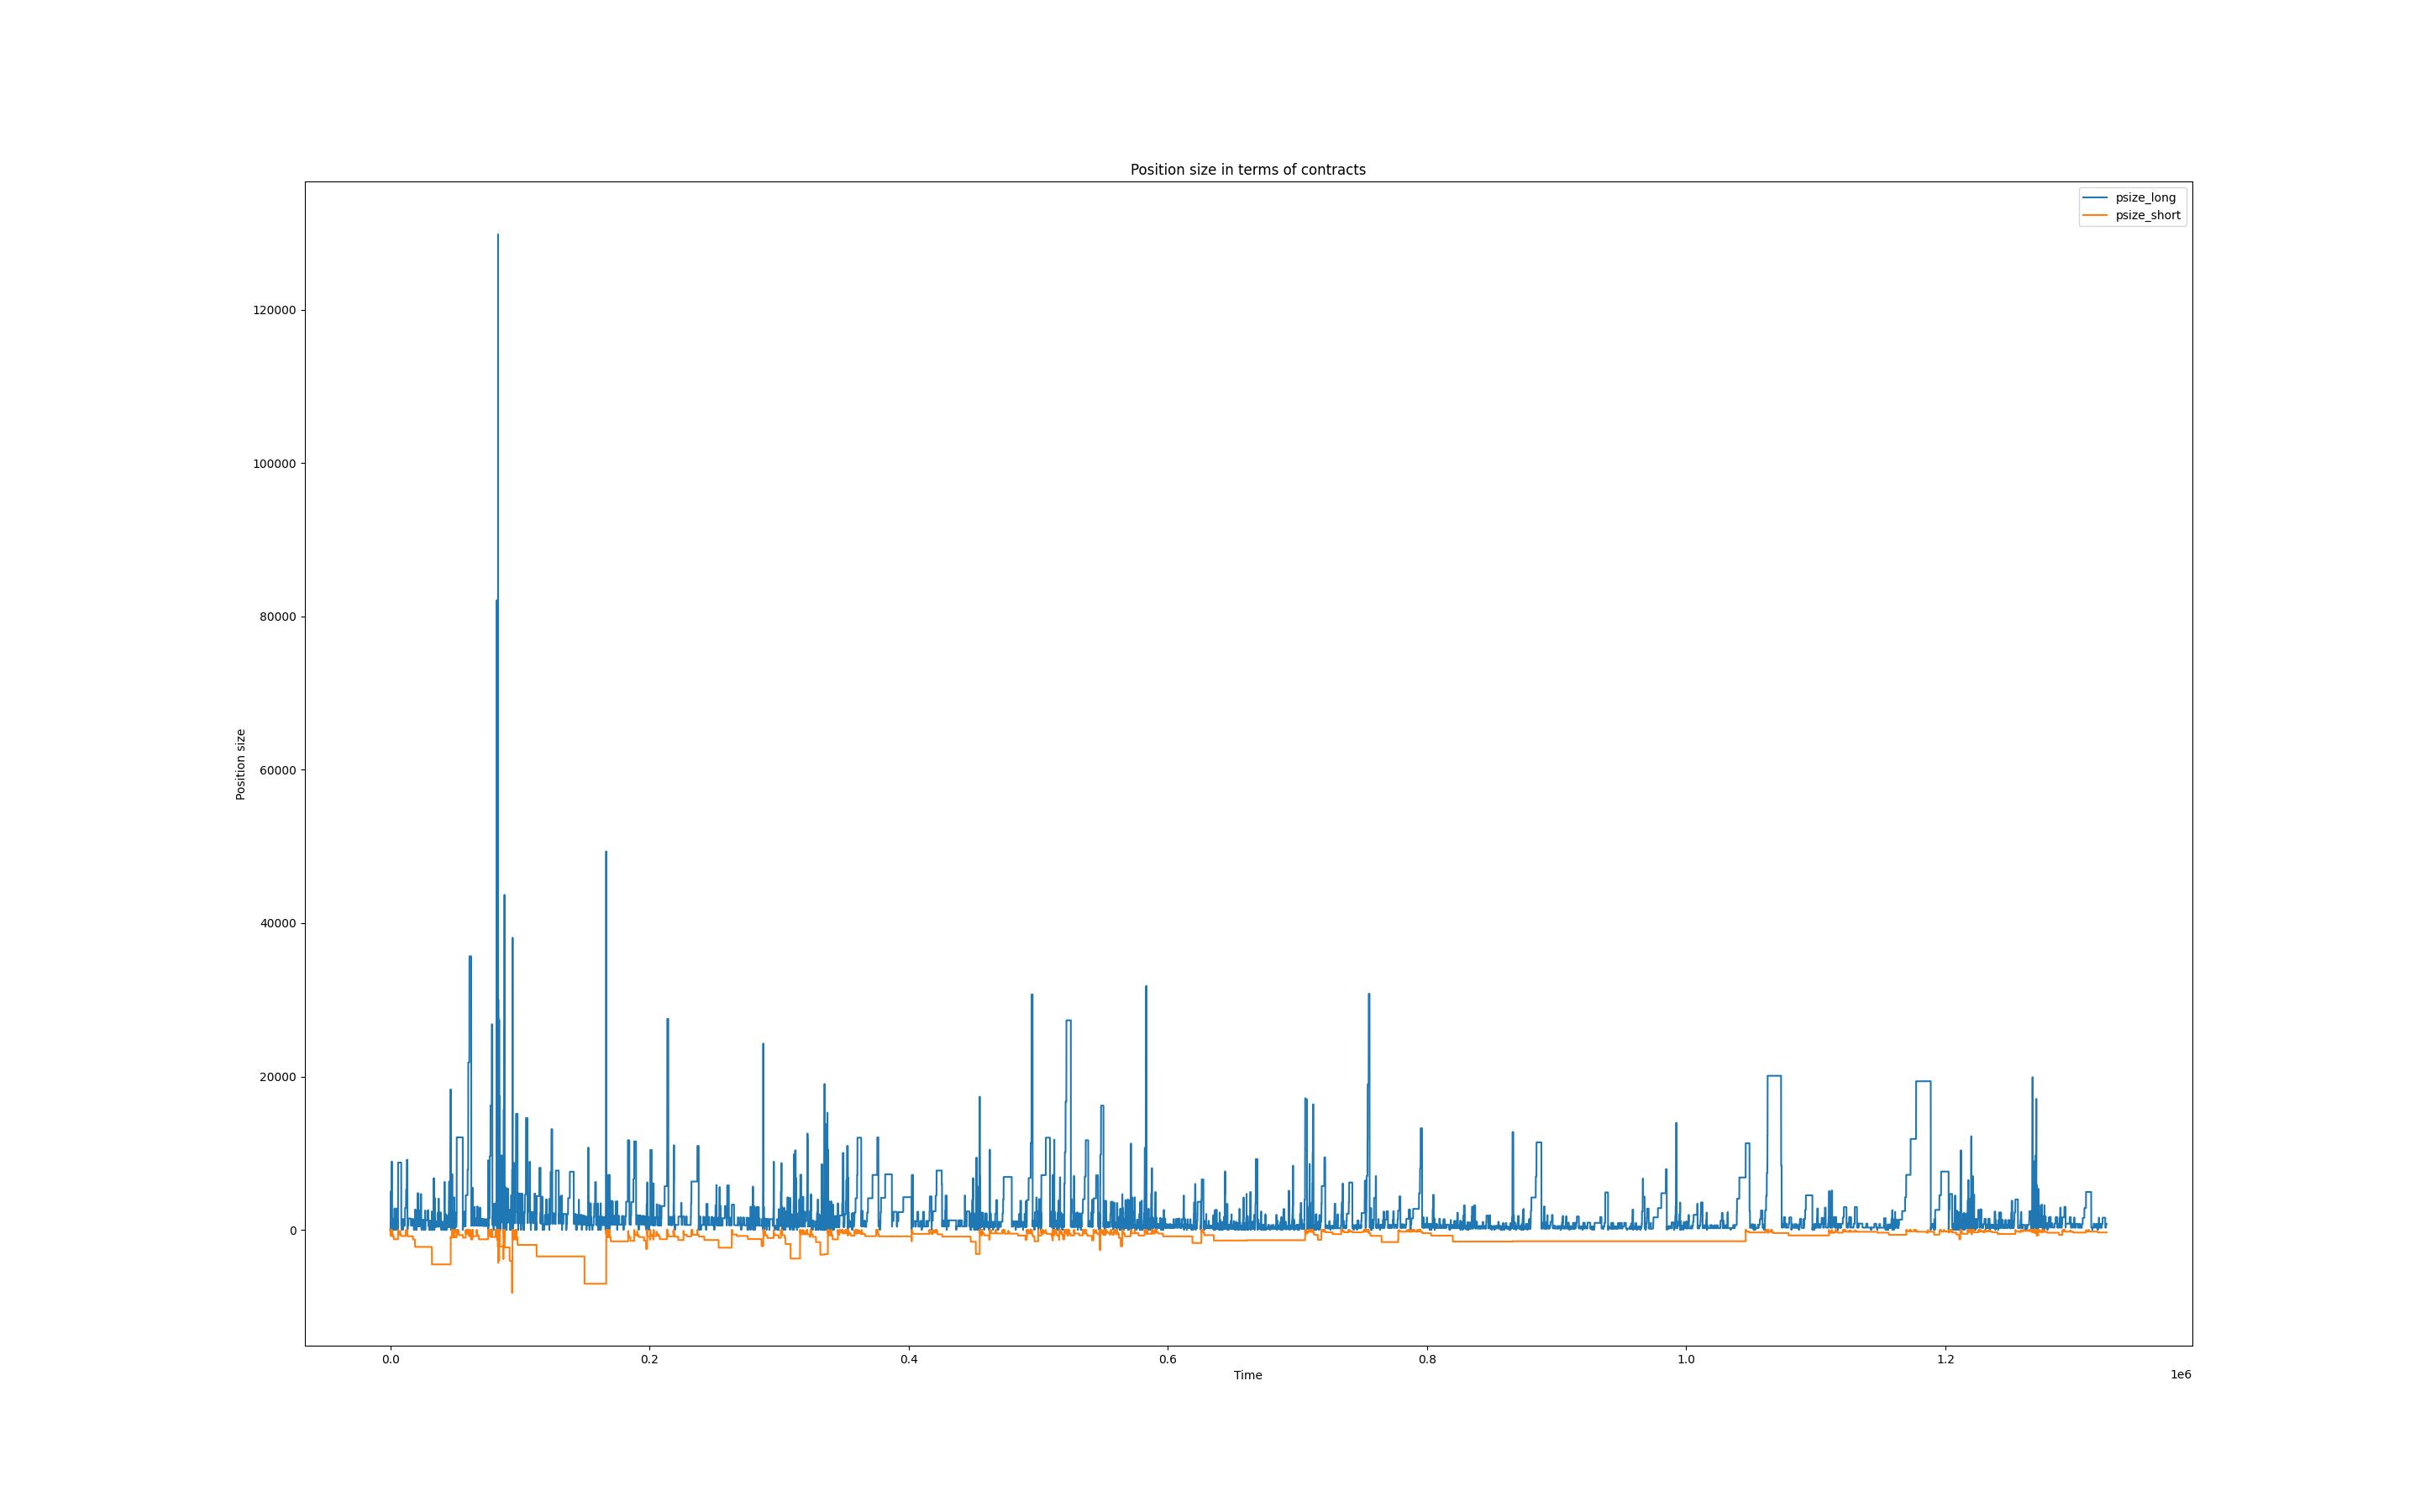 Position size in terms of contracts
psize_long
psize_short
120000
100000
80000
60000
40000
20000
0
Position size
0.0
0.2
0.4
0.6
0.8
1.0
1.2
1e6
Time